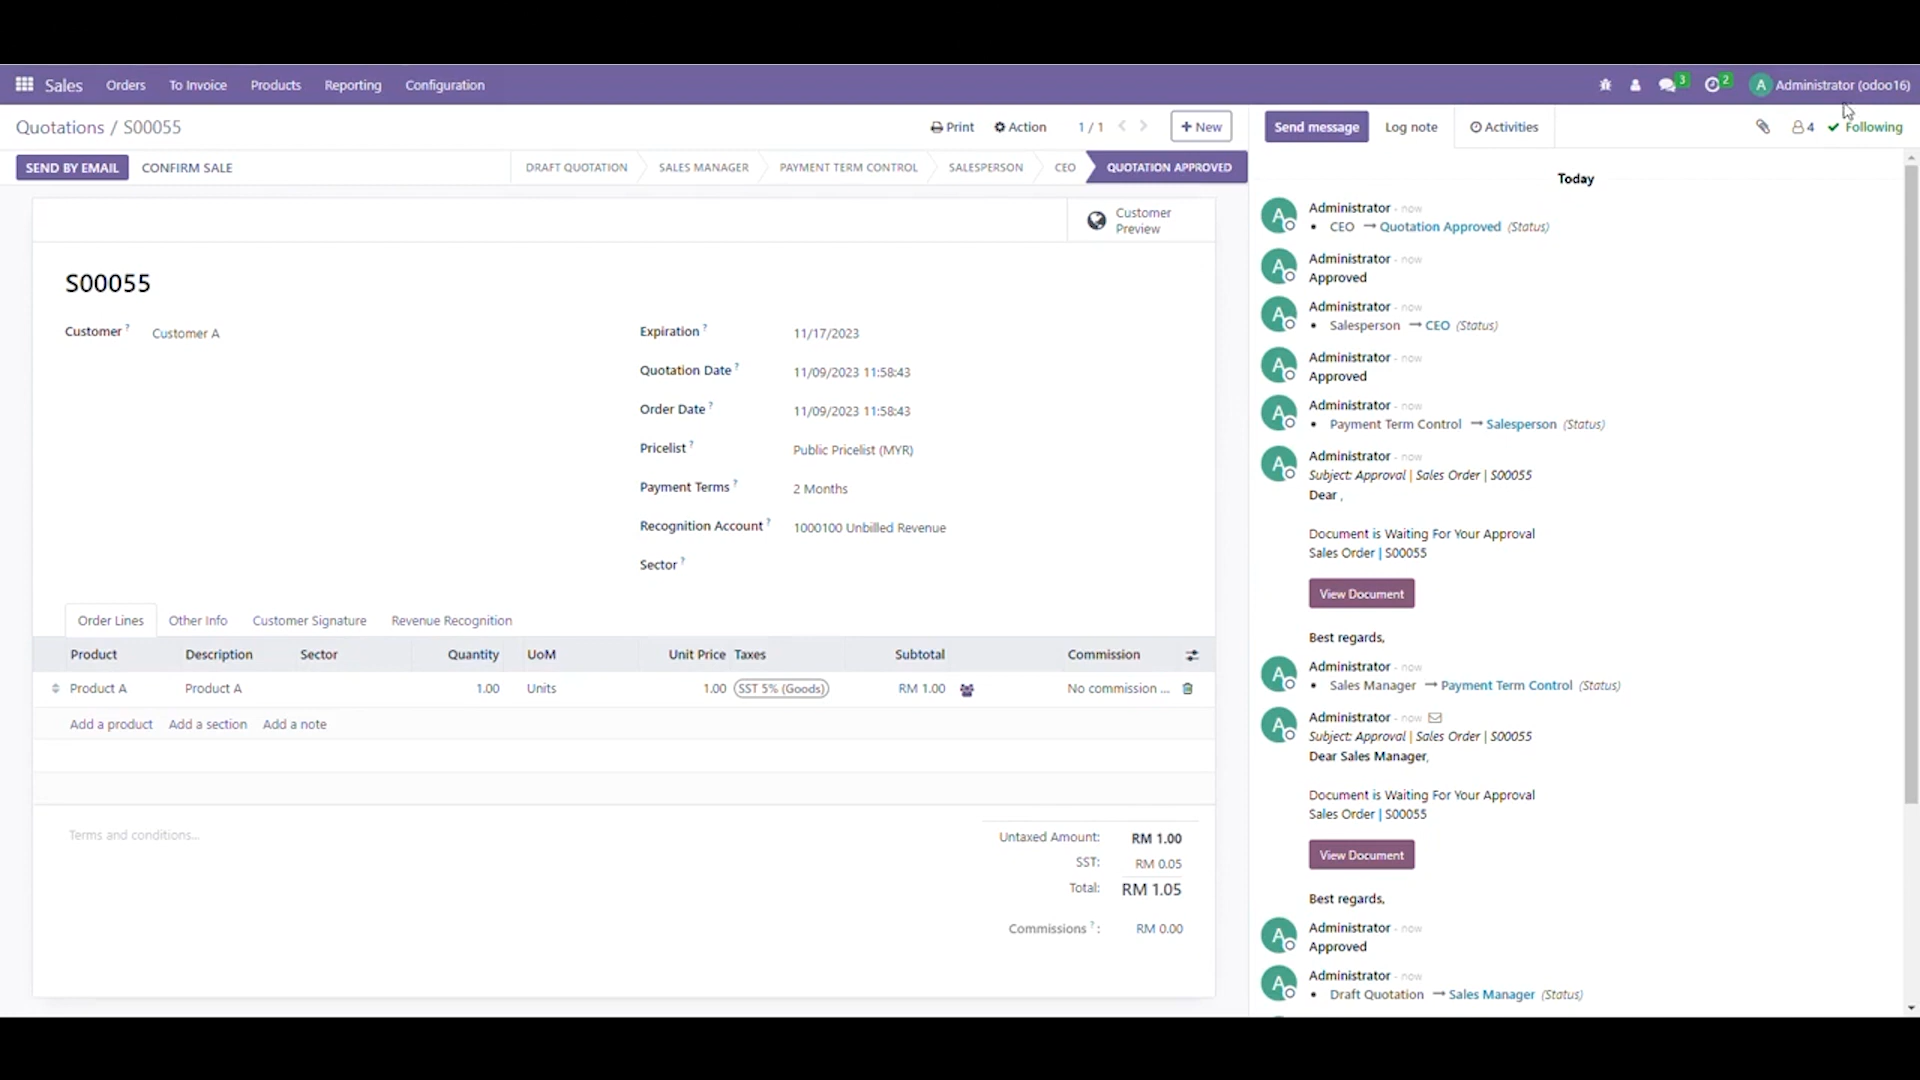 Sales Orders To Invoice Products Reporting Configuration 3 2 A Administrator (odoo16)
Quotations / S00055 Print Action 1 / 1 New
SEND BY EMAIL CONFIRM SALE DRAFT QUOTATION SALES MANAGER PAYMENT TERM CONTROL SALESPERSON CEO QUOTATION APPROVED
Customer
Preview
S00055
Customer ? Customer A
Expiration ? 11/17/2023
Quotation Date ? 11/09/2023 11:58:43
Order Date ? 11/09/2023 11:58:43
Pricelist ? Public Pricelist (MYR)
Payment Terms ? 2 Months
Recognition Account ? 1000100 Unbilled Revenue
Sector ?
Order Lines Other Info Customer Signature Revenue Recognition
Product Description Sector Quantity UoM Unit Price Taxes Subtotal Commission
Product A Product A 1.00 Units 1.00 SST 5% (Goods) RM 1.00 No commission ...
Add a product Add a section Add a note
Terms and conditions...
Untaxed Amount: RM 1.00
SST: RM 0.05
Total: RM 1.05
Commissions ? : RM 0.00
Send message Log note Activities 4 Following
Today
A Administrator - now
• CEO → Quotation Approved (Status)
A Administrator - now
Approved
A Administrator - now
• Salesperson → CEO (Status)
A Administrator - now
Approved
A Administrator - now
• Payment Term Control → Salesperson (Status)
A Administrator - now
Subject: Approval | Sales Order | S00055
Dear ,
Document is Waiting For Your Approval
Sales Order | S00055
View Document
Best regards,
A Administrator - now
• Sales Manager → Payment Term Control (Status)
A Administrator - now
Subject: Approval | Sales Order | S00055
Dear Sales Manager,
Document is Waiting For Your Approval
Sales Order | S00055
View Document
Best regards,
A Administrator - now
Approved
A Administrator - now
• Draft Quotation → Sales Manager (Status)